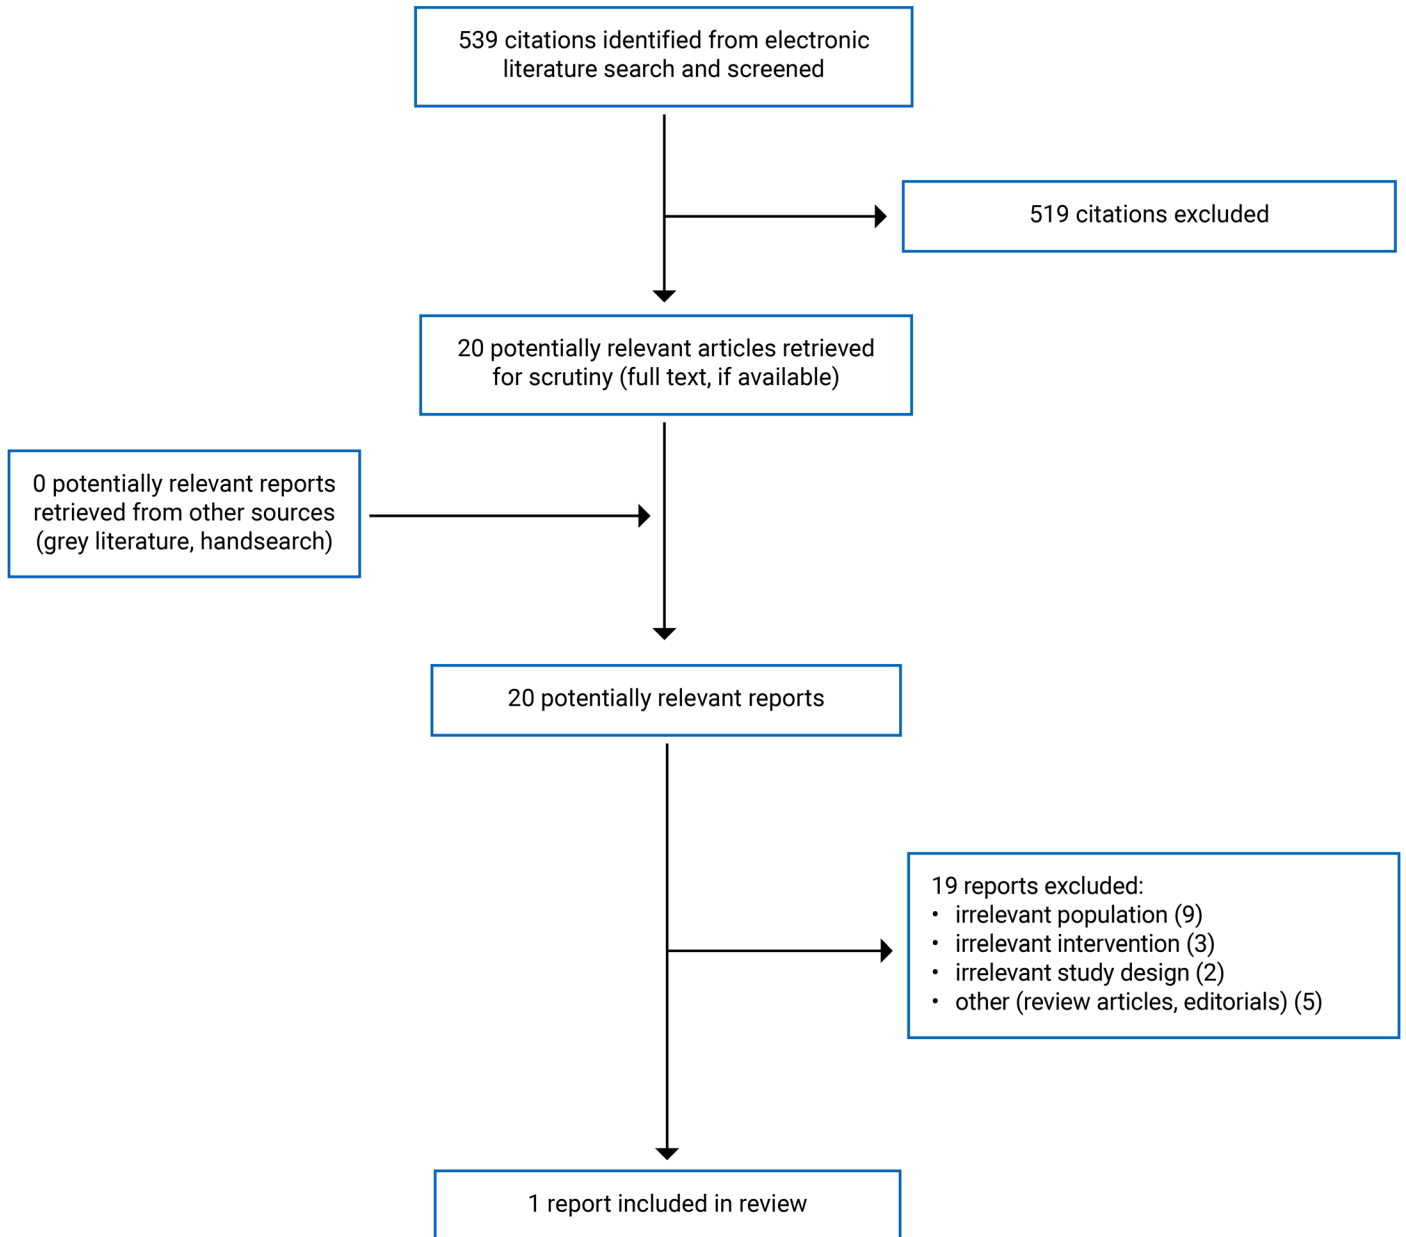 539 citations identified from electronic
literature search and screened
519 citations excluded
20 potentially relevant articles retrieved
for scrutiny (full text, if available)
0 potentially relevant reports
retrieved from other sources
(grey literature, handsearch)
20 potentially relevant reports
19 reports excluded:
• irrelevant population (9)
• irrelevant intervention (3)
• irrelevant study design (2)
• other (review articles, editorials) (5)
1 report included in review